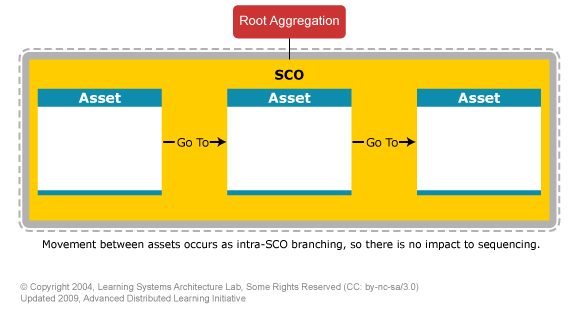 Root Aggregation
SCO
Asset Asset Asset
Go To Go To
Movement between assets occurs as intra-SCO branching, so there is no impact to sequencing.
© Copyright 2004, Learning Systems Architecture Lab, Some Rights Reserved (CC: by-nc-sa/3.0)
Updated 2009, Advanced Distributed Learning Initiative